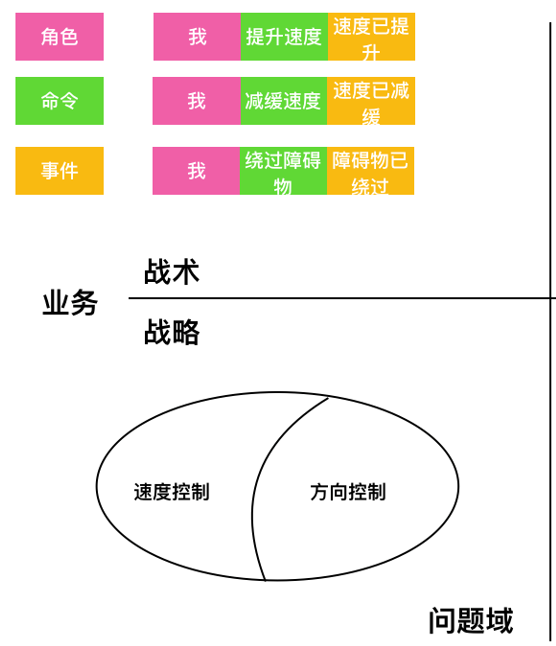 角色 我 提升速度 速度已提
升
命令 我 减缓速度 速度已减
缓
事件 我 绕过障碍 障碍物已
物 绕过
战术
业务
战略
速度控制 方向控制
问题域